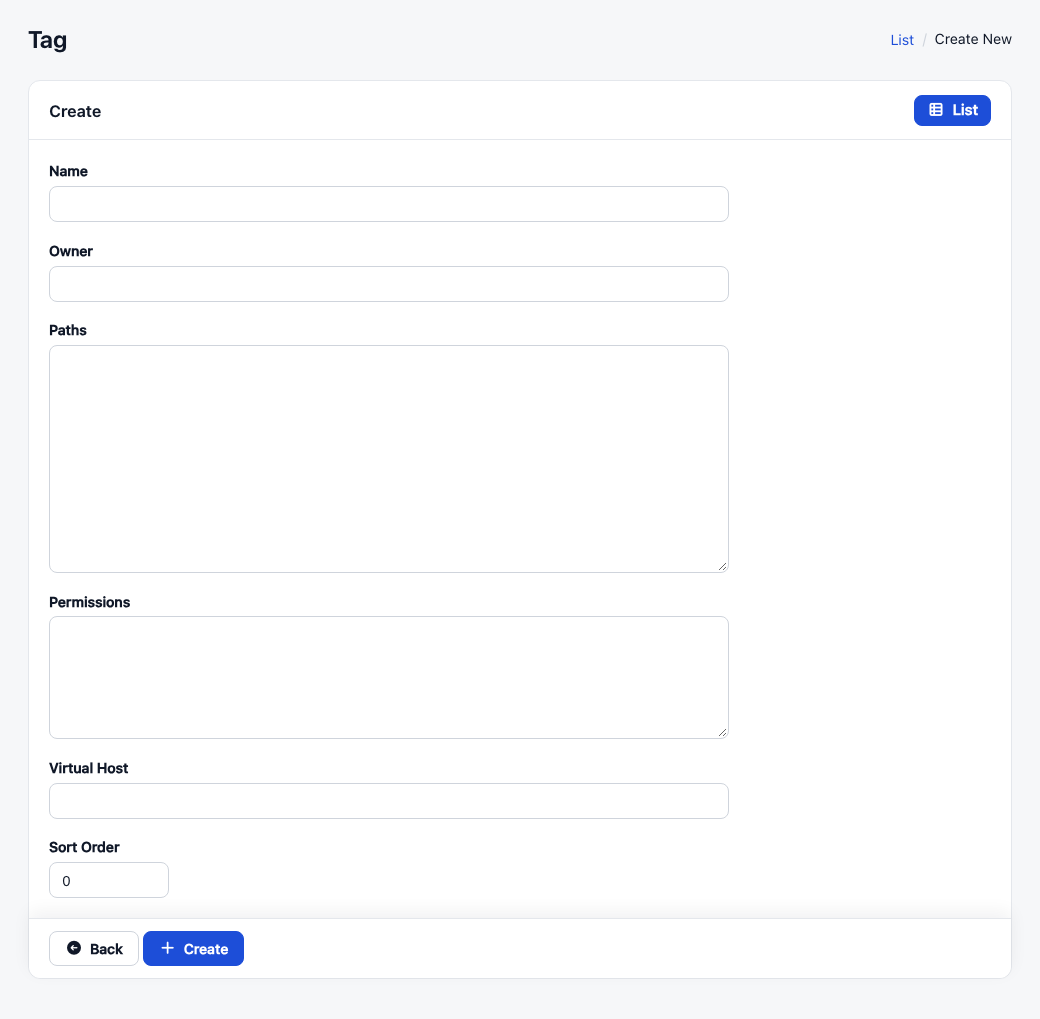 Tag
List / Create New
Create
List
Name
Owner
Paths
Permissions
Virtual Host
Sort Order
0
Back
Create